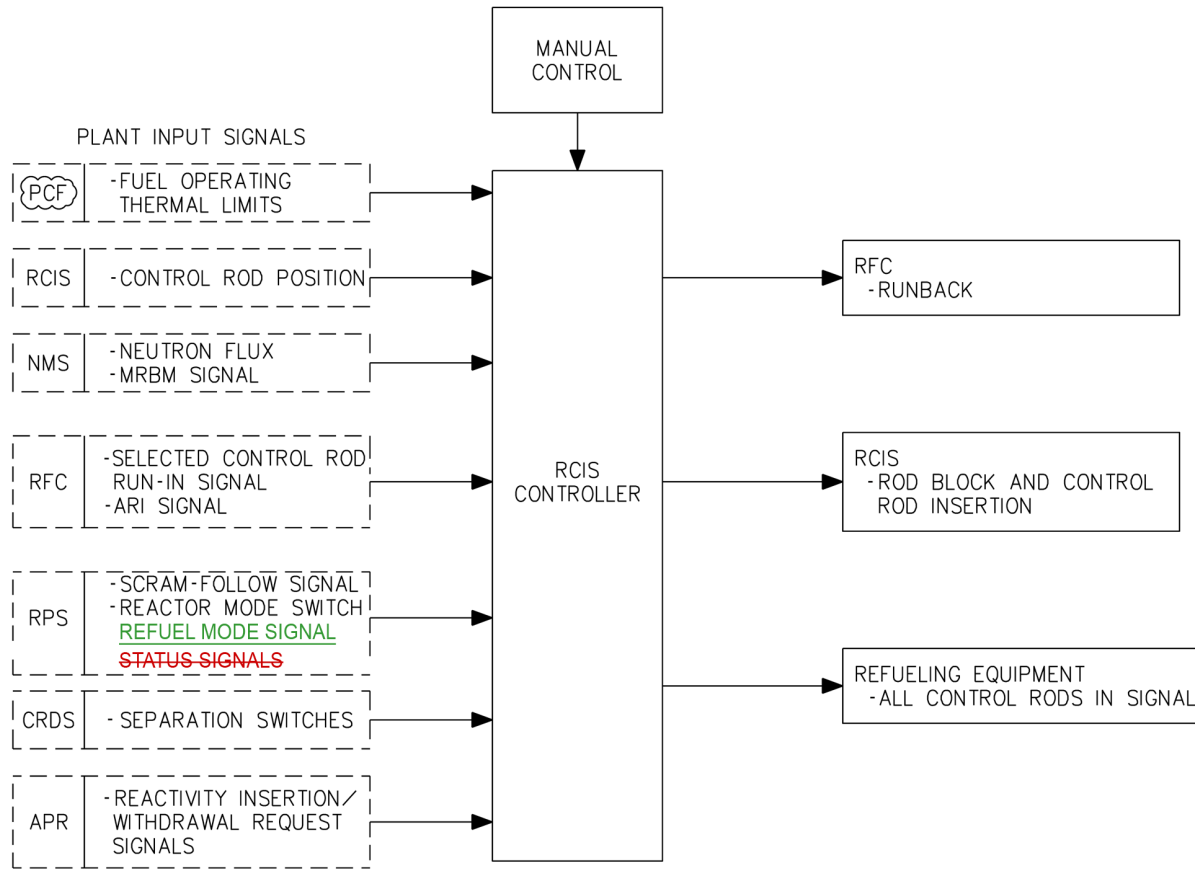 MANUAL
CONTROL
PLANT INPUT SIGNALS
PCF
-FUEL OPERATING
THERMAL LIMITS
RCIS
-CONTROL ROD POSITION
NMS
-NEUTRON FLUX
-MRBM SIGNAL
RFC
-SELECTED CONTROL ROD
RUN-IN SIGNAL
-ARI SIGNAL
RPS
-SCRAM-FOLLOW SIGNAL
-REACTOR MODE SWITCH
REFUEL MODE SIGNAL
STATUS SIGNALS
CRDS
-SEPARATION SWITCHES
APR
-REACTIVITY INSERTION/
WITHDRAWAL REQUEST
SIGNALS
RCIS
CONTROLLER
RFC
-RUNBACK
RCIS
-ROD BLOCK AND CONTROL
ROD INSERTION
REFUELING EQUIPMENT
-ALL CONTROL RODS IN SIGNAL